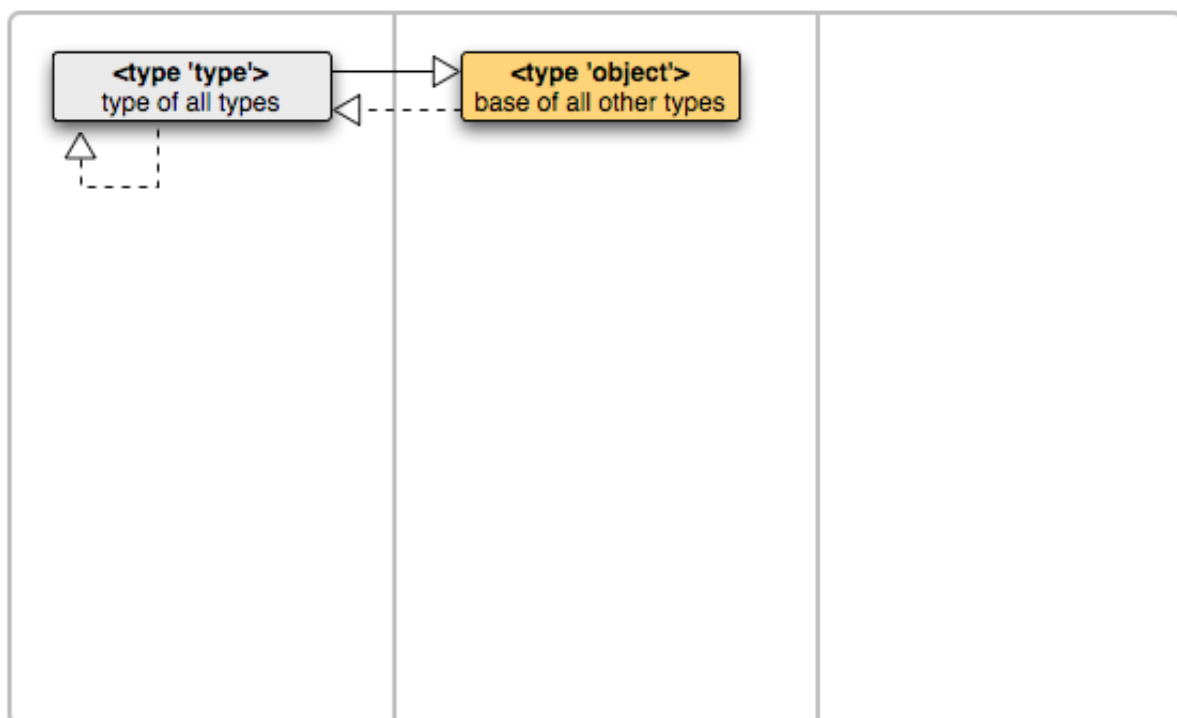 <type 'type'>
type of all types
<type 'object'>
base of all other types